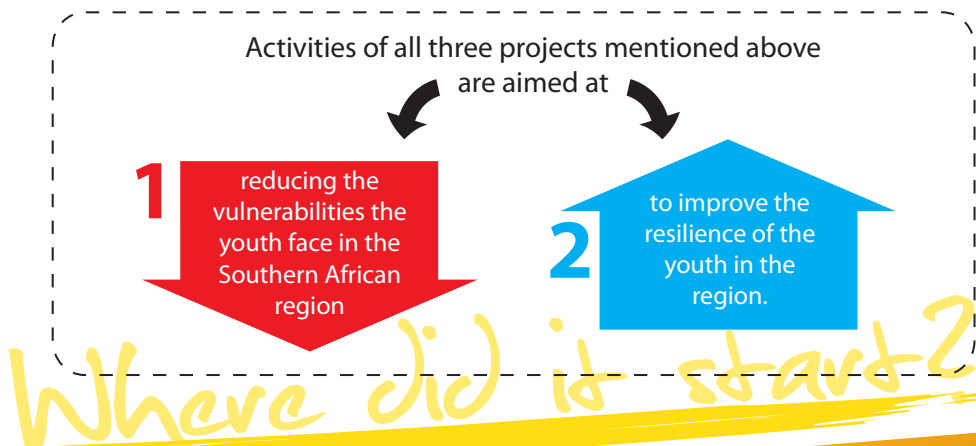 Activities of all three projects mentioned above
are aimed at
1
reducing the
vulnerabilities the
youth face in the
Southern African
region
2
to improve the
resilience of the
youth in the
region.
Where did it start?